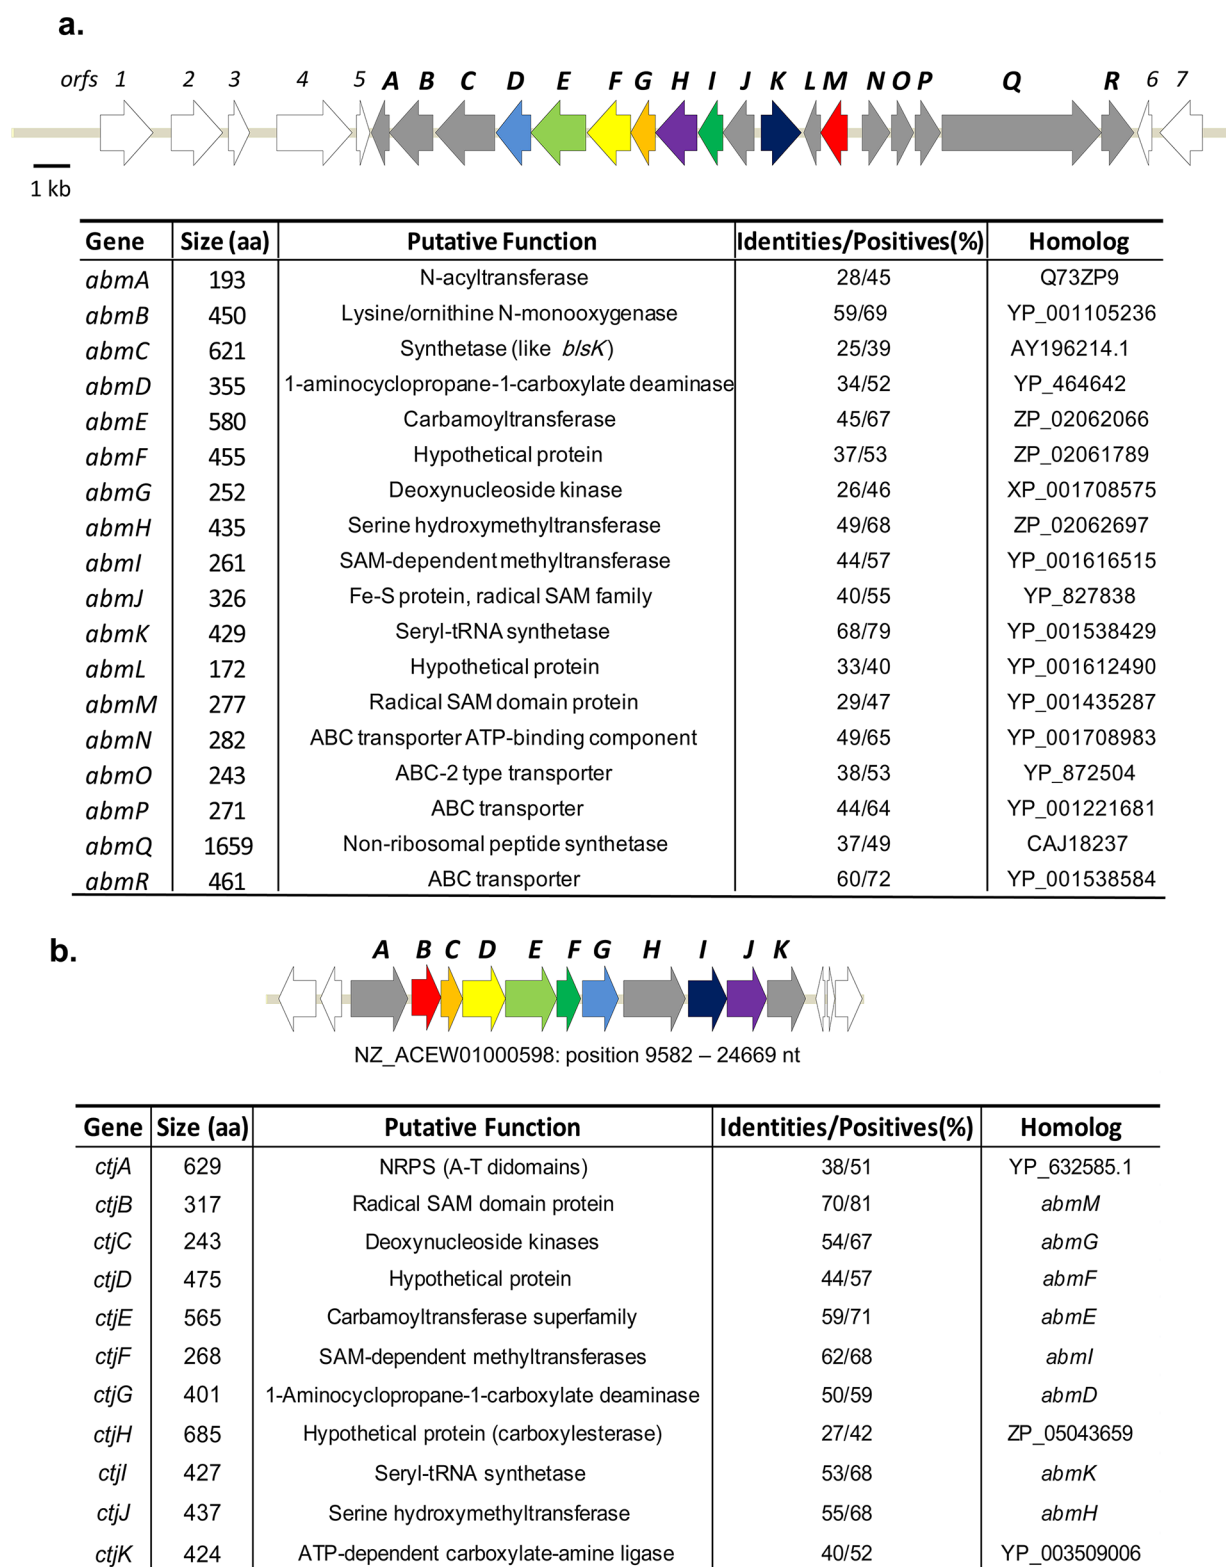 a.
orfs 1 2 3 4 5 A B C D E F G H I J K L M N O P Q R 6 7
1 kb
Gene Size (aa) Putative Function Identities/Positives(%) Homolog
abmA 193 N-acyltransferase 28/45 Q73ZP9
abmB 450 Lysine/ornithine N-monooxygenase 59/69 YP_001105236
abmC 621 Synthetase (like blsK) 25/39 AY196214.1
abmD 355 1-aminocyclopropane-1-carboxylate deaminase 34/52 YP_464642
abmE 580 Carbamoyltransferase 45/67 ZP_02062066
abmF 455 Hypothetical protein 37/53 ZP_02061789
abmG 252 Deoxynucleoside kinase 26/46 XP_001708575
abmH 435 Serine hydroxymethyltransferase 49/68 ZP_02062697
abmI 261 SAM-dependent methyltransferase 44/57 YP_001616515
abmJ 326 Fe-S protein, radical SAM family 40/55 YP_827838
abmK 429 Seryl-tRNA synthetase 68/79 YP_001538429
abmL 172 Hypothetical protein 33/40 YP_001612490
abmM 277 Radical SAM domain protein 29/47 YP_001435287
abmN 282 ABC transporter ATP-binding component 49/65 YP_001708983
abmO 243 ABC-2 type transporter 38/53 YP_872504
abmP 271 ABC transporter 44/64 YP_001221681
abmQ 1659 Non-ribosomal peptide synthetase 37/49 CAJ18237
abmR 461 ABC transporter 60/72 YP_001538584
b.
A B C D E F G H I J K
NZ_ACEW01000598: position 9582 – 24669 nt
Gene Size (aa) Putative Function Identities/Positives(%) Homolog
ctjA 629 NRPS (A-T didomains) 38/51 YP_632585.1
ctjB 317 Radical SAM domain protein 70/81 abmM
ctjC 243 Deoxynucleoside kinases 54/67 abmG
ctjD 475 Hypothetical protein 44/57 abmF
ctjE 565 Carbamoyltransferase superfamily 59/71 abmE
ctjF 268 SAM-dependent methyltransferases 62/68 abmI
ctjG 401 1-Aminocyclopropane-1-carboxylate deaminase 50/59 abmD
ctjH 685 Hypothetical protein (carboxylesterase) 27/42 ZP_05043659
ctjI 427 Seryl-tRNA synthetase 53/68 abmK
ctjJ 437 Serine hydroxymethyltransferase 55/68 abmH
ctjK 424 ATP-dependent carboxylate-amine ligase 40/52 YP_003509006